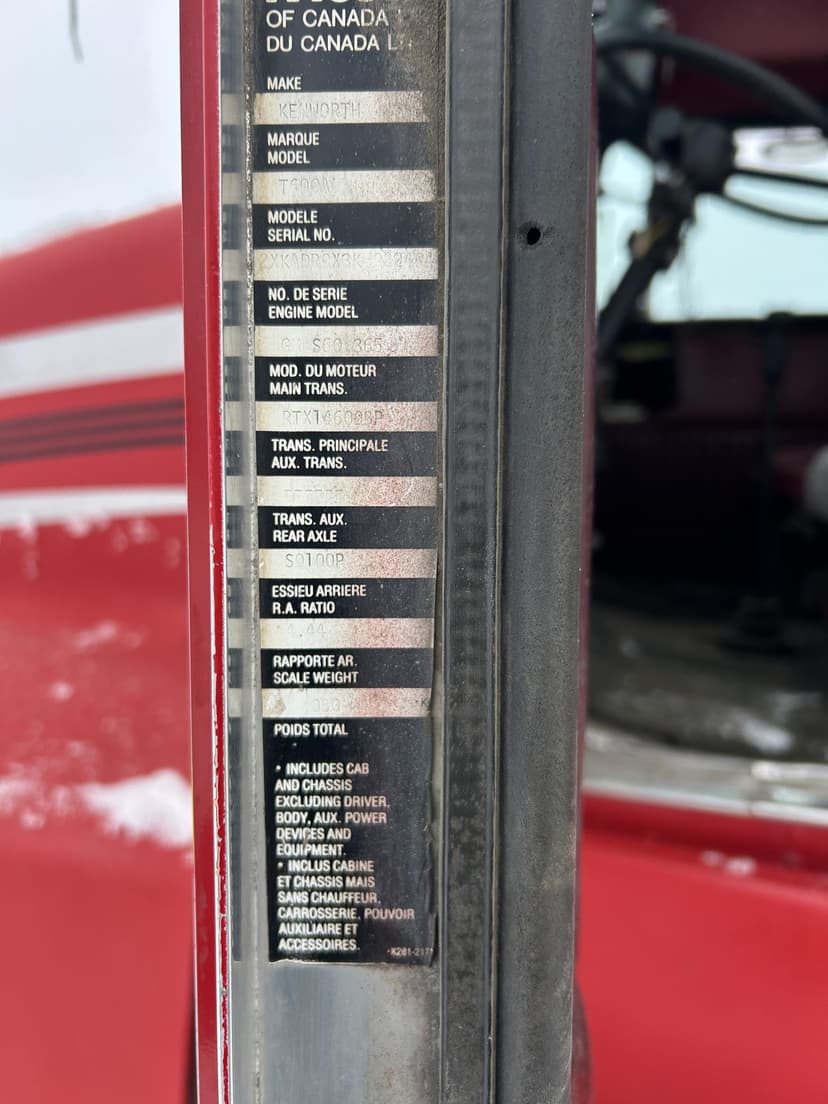 OF CANADA
DU CANADA
MAKE
KENWORTH
MARQUE
MODEL
T600A
MODELE
SERIAL NO.
NO. DE SERIE
ENGINE MODEL
MOD. DU MOTEUR
MAIN TRANS.
TRANS. PRINCIPALE
AUX. TRANS.
------
TRANS. AUX.
REAR AXLE
SQ100P
ESSIEU ARRIERE
R.A. RATIO
RAPPORTE AR.
SCALE WEIGHT
POIDS TOTAL
• INCLUDES CAB
AND CHASSIS
EXCLUDING DRIVER,
BODY, AUX. POWER
DEVICES AND
EQUIPMENT.
• INCLUS CABINE
ET CHASSIS MAIS
SANS CHAUFFEUR,
CARROSSERIE, POUVOIR
AUXILIAIRE ET
ACCESSOIRES.